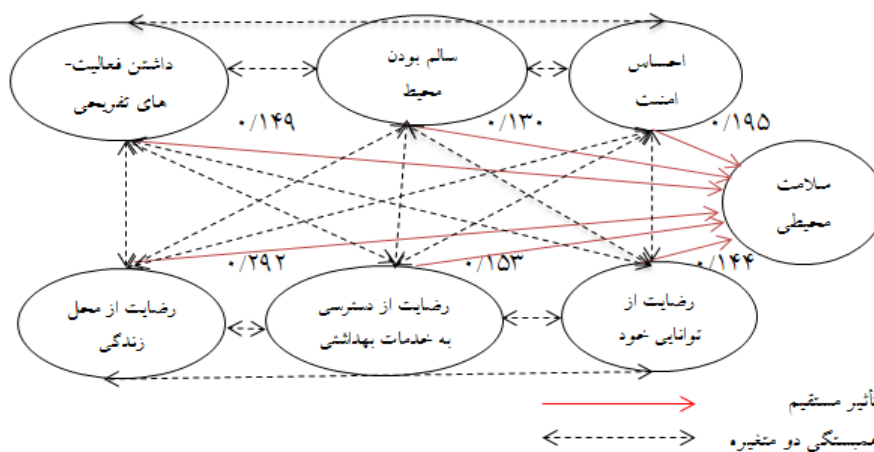 احساس
امنیت
سالم بودن
محیط
داشتن فعالیت-
های تفریحی
۰/۱۹۵
۰/۱۳۰
۰/۱۴۹
سلامت
محیطی
۰/۱۴۴
۰/۱۵۳
۰/۲۹۲
رضایت از
توانایی خود
رضایت از دسترسی
به خدمات بهداشتی
رضایت از محل
زندگی
أثیر مستقیم
همبستگی دو متغیره